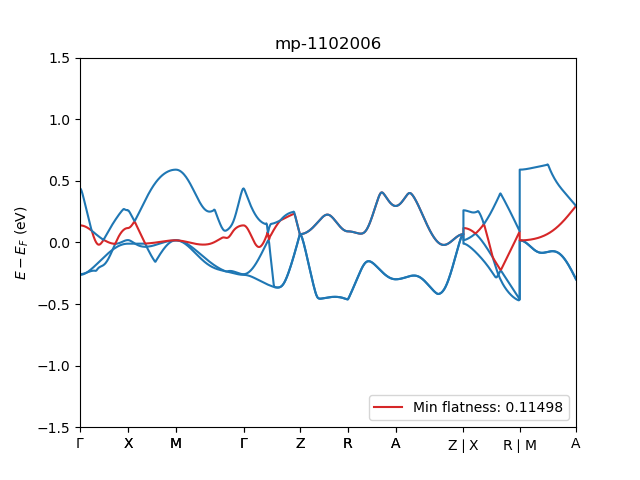 mp-1102006
E − E_F (eV)
1.5
1.0
0.5
0.0
−0.5
−1.0
−1.5
Min flatness: 0.11498
Γ X M Γ Z R A Z | X R | M A